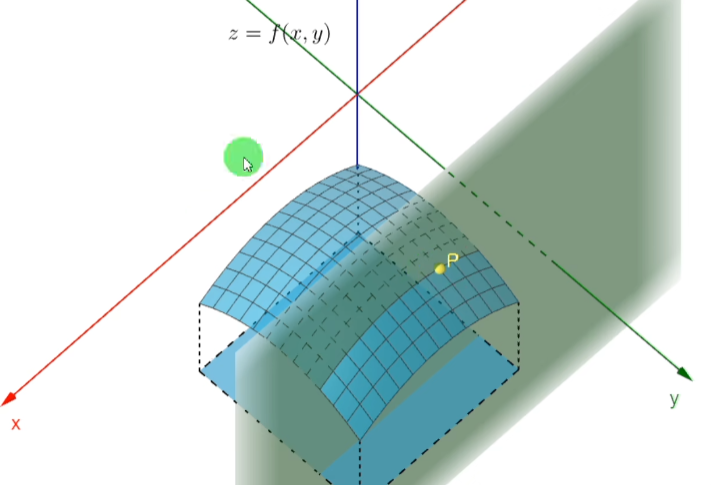 z = f(x, y)
P
x
y